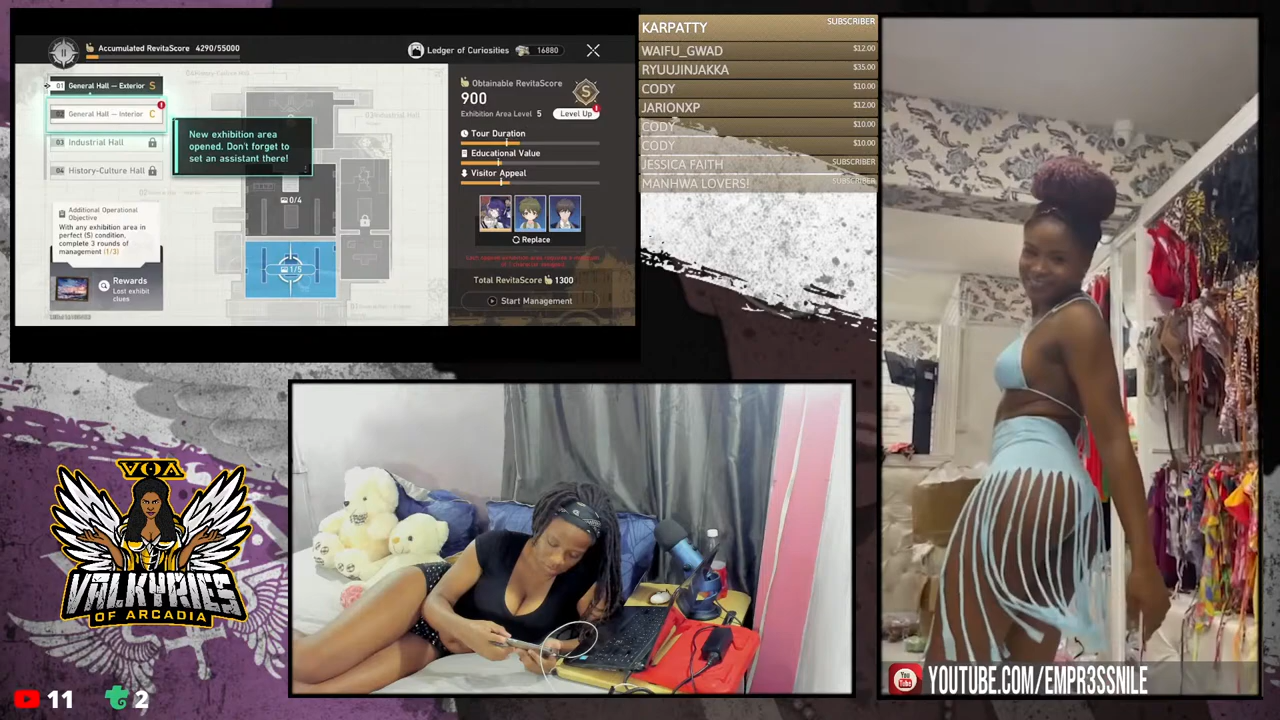 Accumulated RevitaScore 4290/55000
Ledger of Curiosities 16880
01 General Hall — Exterior S
02 General Hall — Interior C
03 Industrial Hall
04 History-Culture Hall
New exhibition area
opened. Don't forget to
set an assistant there!
0/4
1/5
Additional Operational
Objective
With any exhibition area in
perfect (S) condition,
complete 3 rounds of
management (1/3)
Rewards
Lost exhibit
clues
Obtainable RevitaScore
900
S
Exhibition Area Level 5
Level Up
Tour Duration
Educational Value
Visitor Appeal
Replace
Total RevitaScore 1300
Start Management
KARPATTY SUBSCRIBER
WAIFU_GWAD $12.00
RYUUJINJAKKA $35.00
CODY $10.00
JARIONXP $12.00
CODY $10.00
CODY $10.00
JESSICA FAITH SUBSCRIBER
MANHWA LOVERS! SUBSCRIBER
VOA
VALKYRIES
OF ARCADIA
11
2
You
Tube
YOUTUBE.COM/EMPR3SSNILE